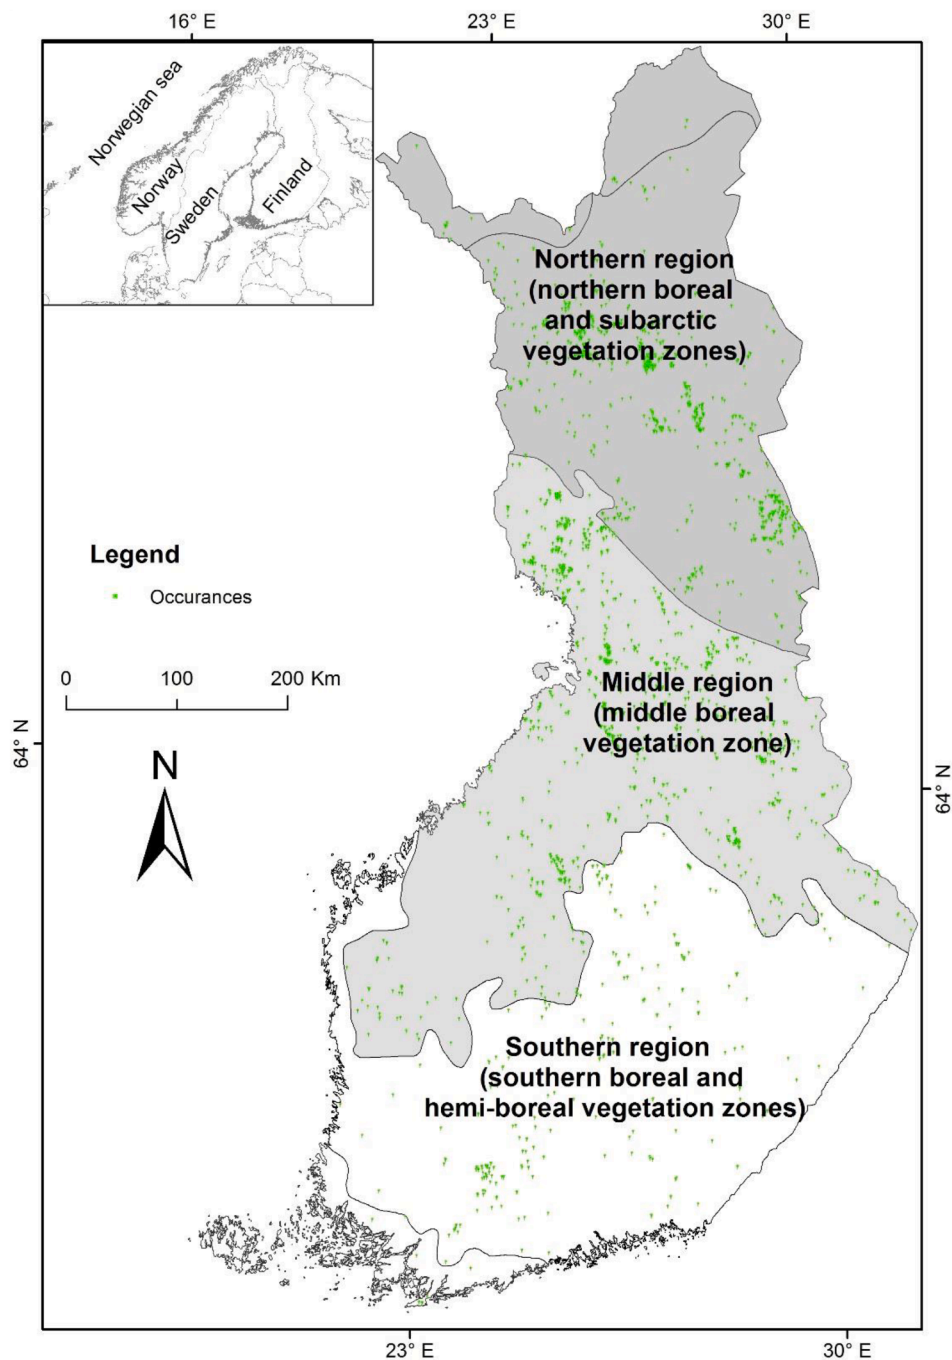 16° E
23° E
30° E
Norwegian sea
Norway
Sweden
Finland
Northern region
(northern boreal
and subarctic
vegetation zones)
Legend
Occurances
0 100 200 Km
Middle region
(middle boreal
vegetation zone)
64° N
N
64° N
Southern region
(southern boreal and
hemi-boreal vegetation zones)
23° E
30° E